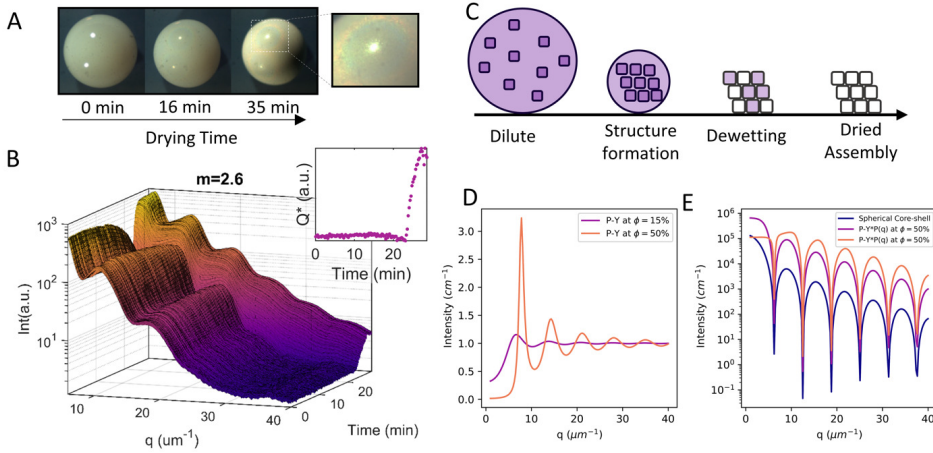 A
0 min
16 min
35 min
Drying Time
B
m=2.6
Int(a.u.)
10³
10²
10¹
10
20
30
40
q (um⁻¹)
0
10
20
Time (min)
Q* (a.u.)
0
10
20
Time (min)
C
Dilute
Structure
formation
Dewetting
Dried
Assembly
D
P-Y at ϕ = 15%
P-Y at ϕ = 50%
Intensity (cm⁻¹)
3.0
2.5
2.0
1.5
1.0
0.5
0.0
0
10
20
30
40
q (μm⁻¹)
E
Spherical Core-shell
P-Y*P(q) at ϕ = 50%
P-Y*P(q) at ϕ = 50%
Intensity (cm⁻¹)
10⁶
10⁵
10⁴
10³
10²
10¹
10⁰
10⁻¹
0
10
20
30
40
q (μm⁻¹)